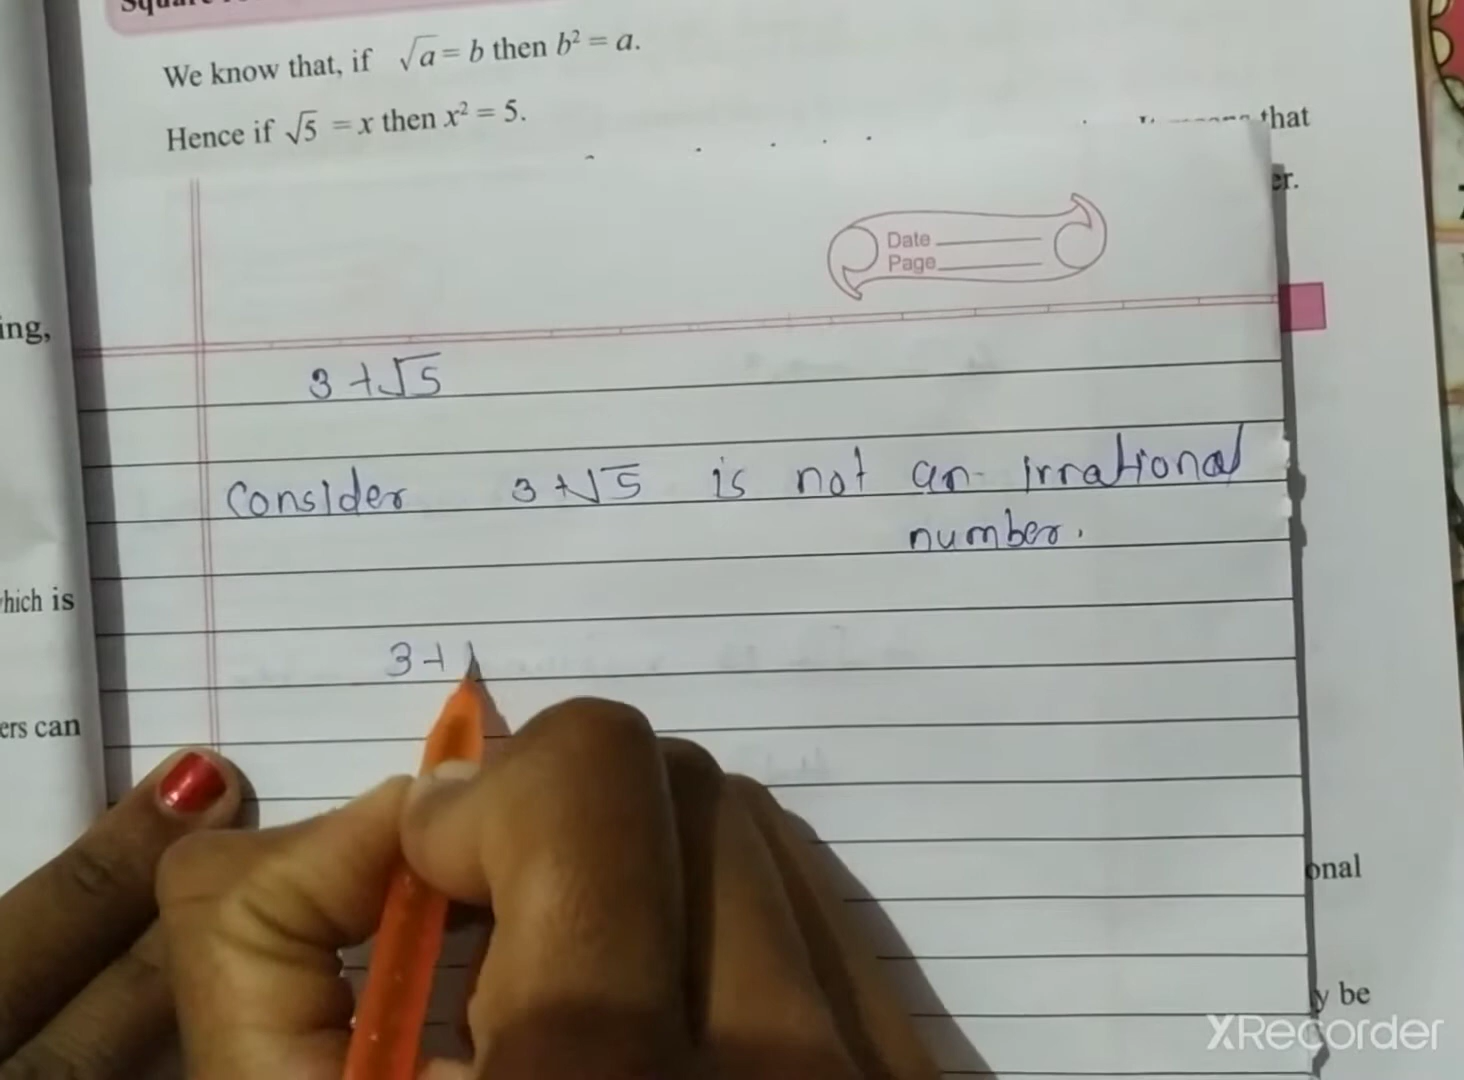 We know that, if √a = b then b² = a.
Hence if √5 = x then x² = 5.
that
er.
Date
Page
ing,
3 + √5
Consider 3 + √5 is not an irrational
number.
hich is
3 +
ers can
onal
y be
XRecorder